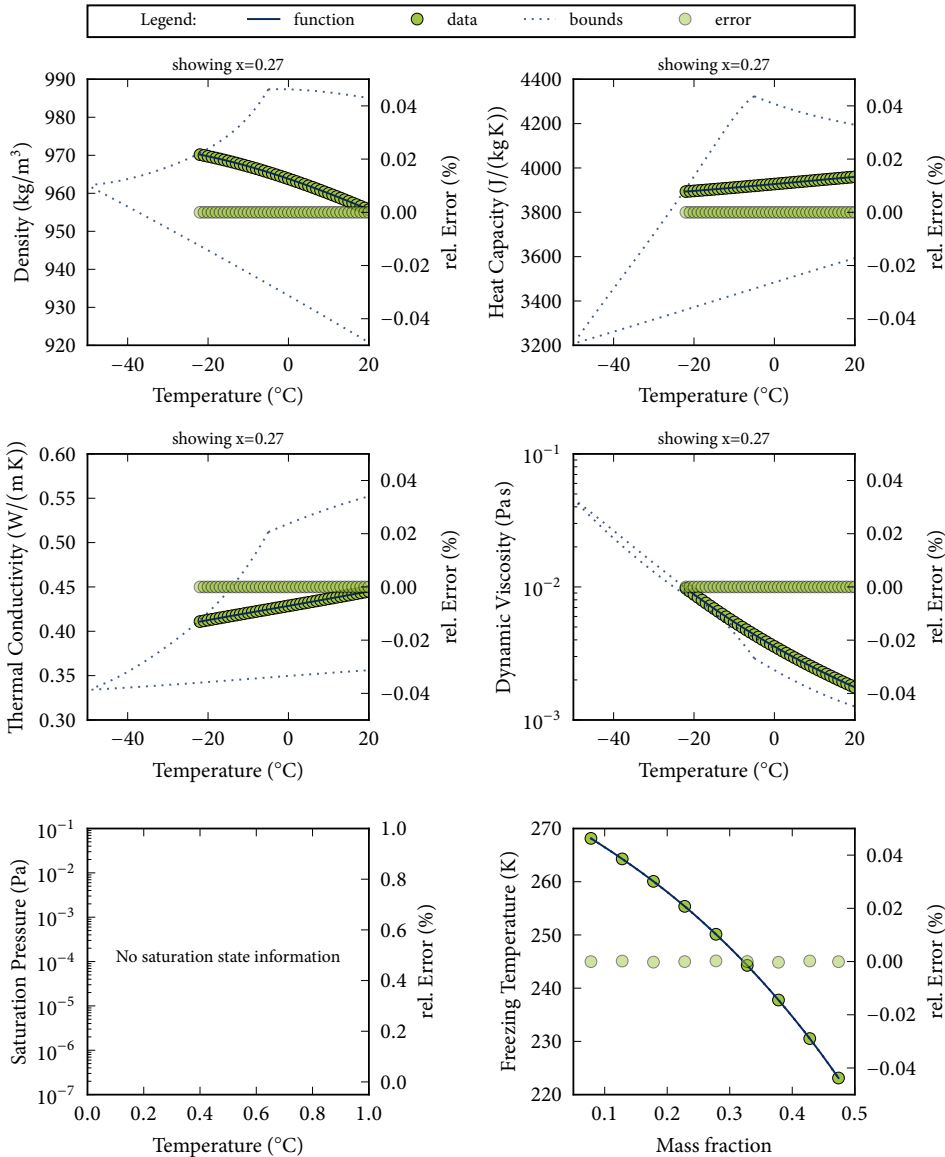 Legend: function data bounds error
showing x=0.27
990
980
970
960
950
940
930
920
Density (kg/m³)
0.04
0.02
0.00
−0.02
−0.04
rel. Error (%)
−40 −20 0 20
Temperature (°C)
showing x=0.27
4400
4200
4000
3800
3600
3400
3200
Heat Capacity (J/(kg K))
0.04
0.02
0.00
−0.02
−0.04
rel. Error (%)
−40 −20 0 20
Temperature (°C)
showing x=0.27
0.60
0.55
0.50
0.45
0.40
0.35
0.30
Thermal Conductivity (W/(m K))
0.04
0.02
0.00
−0.02
−0.04
rel. Error (%)
−40 −20 0 20
Temperature (°C)
showing x=0.27
10⁻¹
10⁻²
10⁻³
Dynamic Viscosity (Pa s)
0.04
0.02
0.00
−0.02
−0.04
rel. Error (%)
−40 −20 0 20
Temperature (°C)
10⁻¹
10⁻²
10⁻³
10⁻⁴
10⁻⁵
10⁻⁶
10⁻⁷
Saturation Pressure (Pa)
No saturation state information
1.0
0.8
0.6
0.4
0.2
0.0
rel. Error (%)
0.0 0.2 0.4 0.6 0.8 1.0
Temperature (°C)
270
260
250
240
230
220
Freezing Temperature (K)
0.04
0.02
0.00
−0.02
−0.04
rel. Error (%)
0.1 0.2 0.3 0.4 0.5
Mass fraction